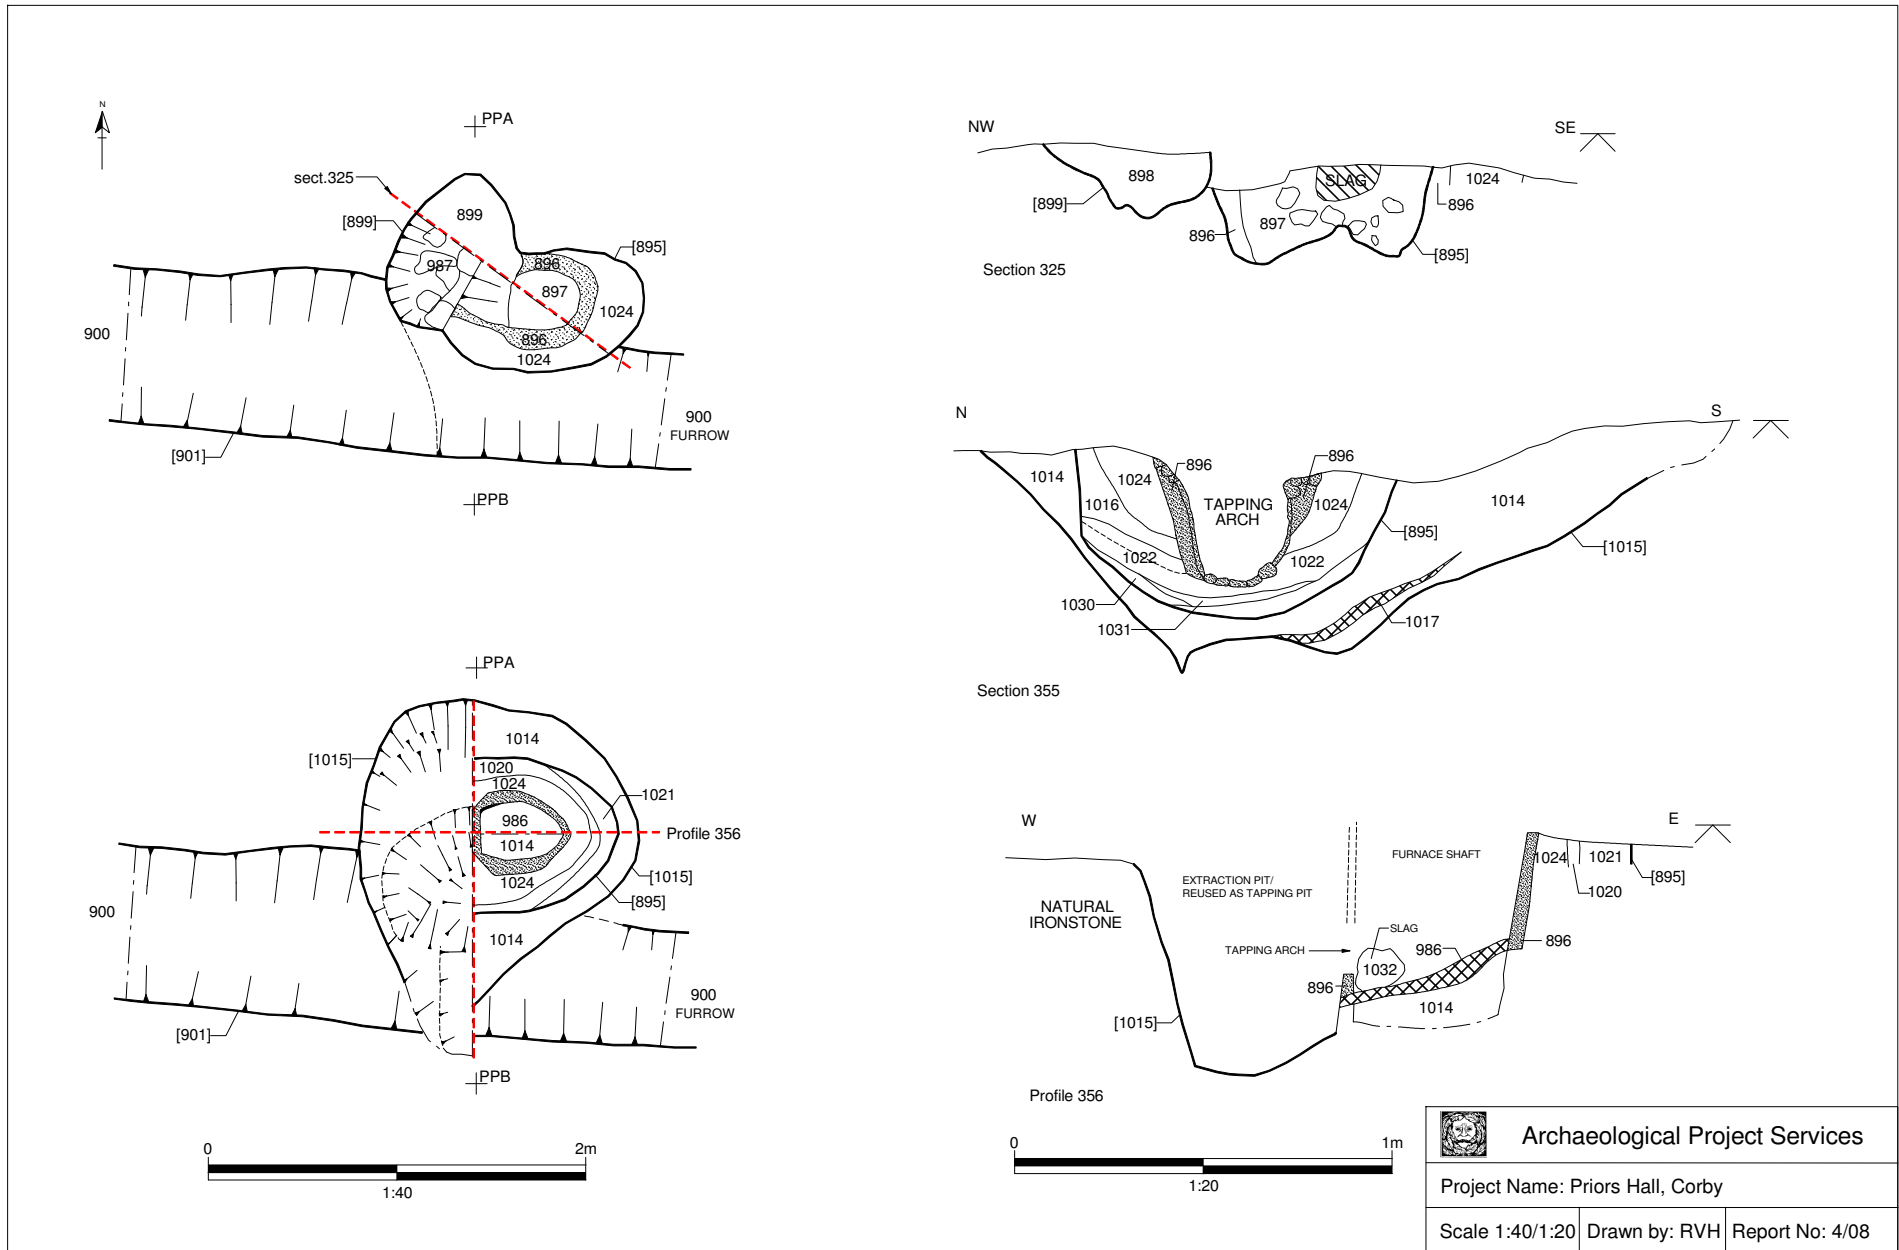 N
PPA
sect.325
899
[899]
[895]
987
896
897
1024
900
896
1024
900
FURROW
[901]
PPB
NW
SE
898
SLAG
1024
[899]
896
897
896
[895]
Section 325
N
S
896
896
1014
1024
TAPPING
ARCH
1024
1014
1016
[895]
1022
1022
[1015]
1030
1031
1017
Section 355
PPA
1014
[1015]
1020
1024
1021
986
Profile 356
1014
1024
[1015]
[895]
900
1014
900
FURROW
[901]
PPB
W
E
FURNACE SHAFT
1024
1021
[895]
EXTRACTION PIT/
REUSED AS TAPPING PIT
1020
NATURAL
IRONSTONE
SLAG
TAPPING ARCH
986
896
1032
896
1014
[1015]
Profile 356
0
2m
1:40
0
1m
1:20
Archaeological Project Services
Project Name: Priors Hall, Corby
Scale 1:40/1:20
Drawn by: RVH
Report No: 4/08